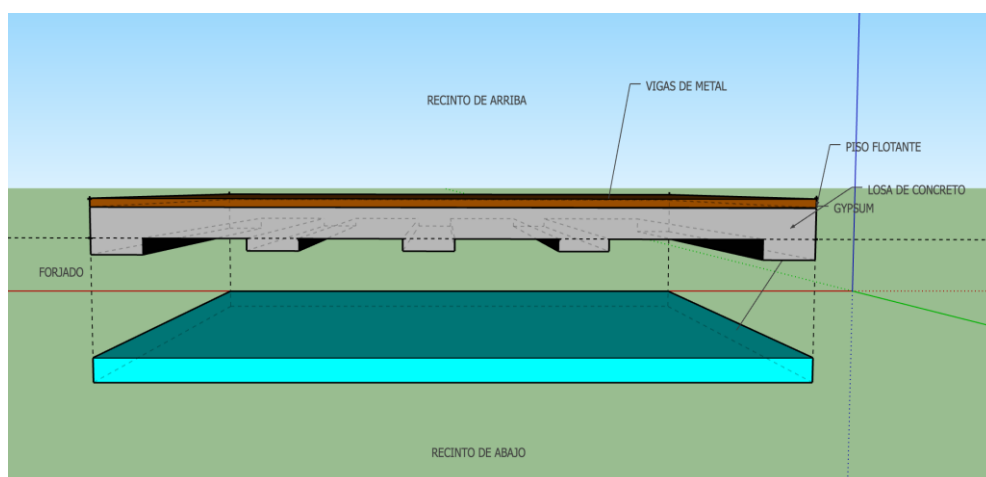 RECINTO DE ARRIBA
VIGAS DE METAL
PISO FLOTANTE
LOSA DE CONCRETO
GYPSUM
FORJADO
RECINTO DE ABAJO